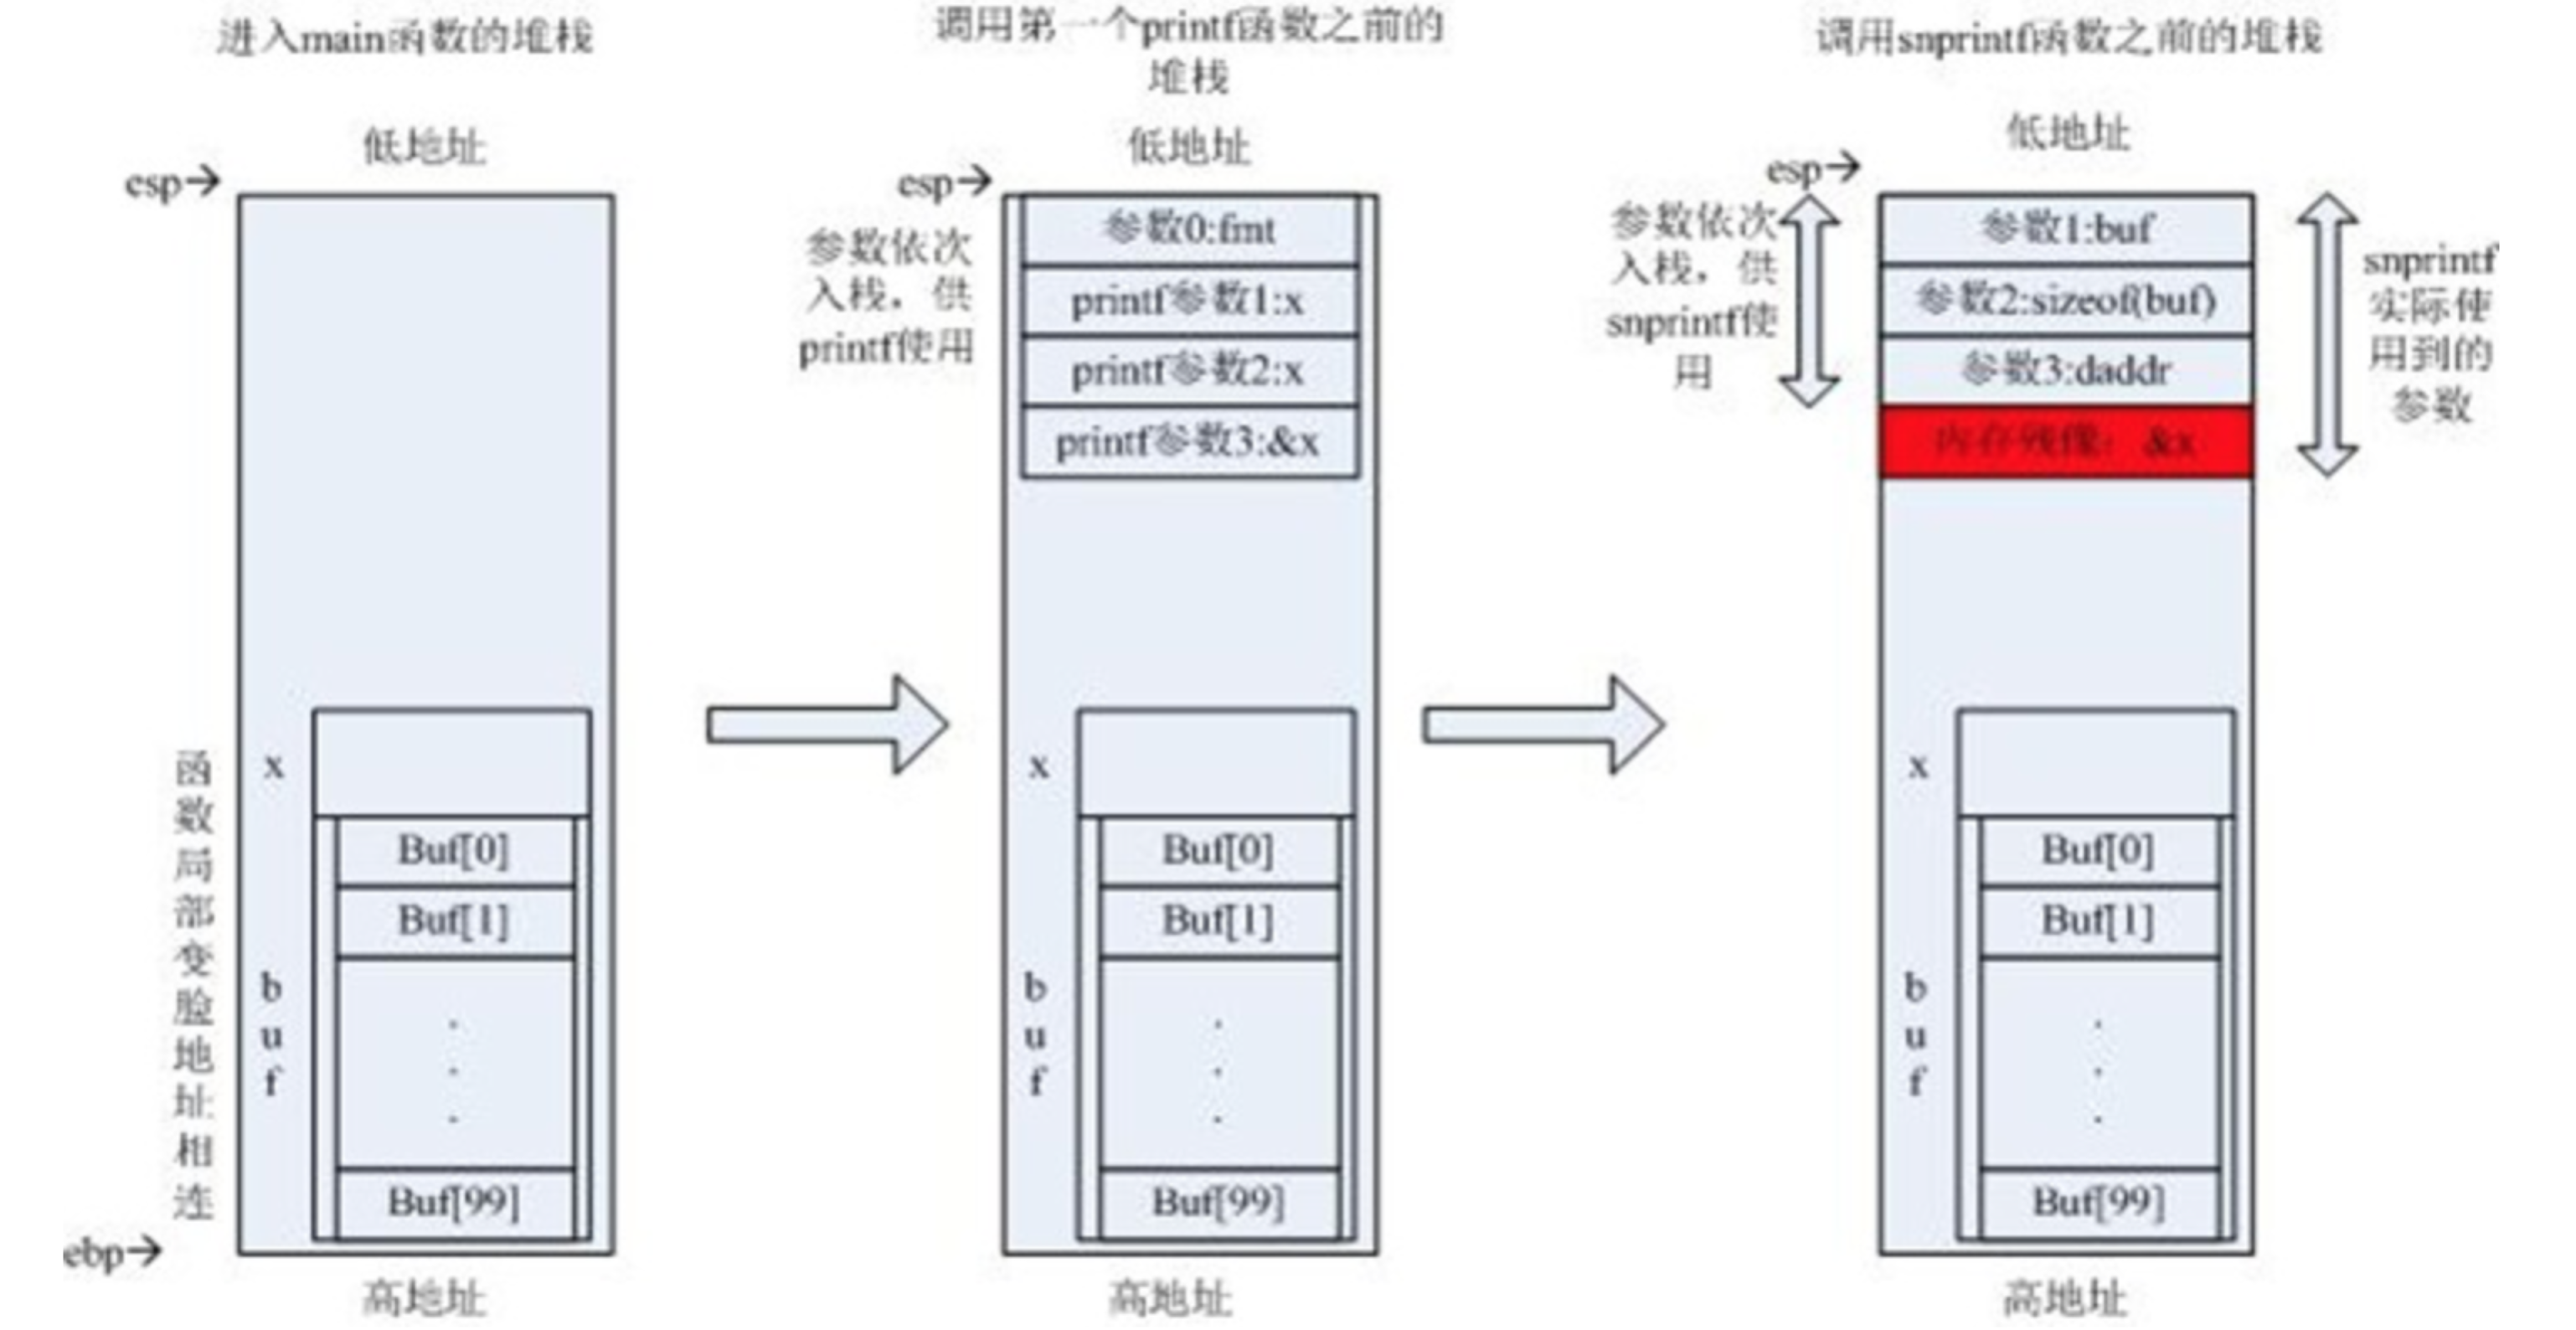 进入main函数的堆栈
低地址
esp→
x
函数局部变脸地址相连
buf
Buf[0]
Buf[1]
.
.
.
Buf[99]
ebp→
高地址
调用第一个printf函数之前的
堆栈
低地址
esp→
参数依次
入栈，供
printf使用
参数0:fmt
printf参数1:x
printf参数2:x
printf参数3:&x
x
buf
Buf[0]
Buf[1]
.
.
.
Buf[99]
高地址
调用snprintf函数之前的堆栈
低地址
esp→
参数依次
入栈，供
snprintf使
用
参数1:buf
参数2:sizeof(buf)
参数3:daddr
内存残像：&x
snprintf
实际使
用到的
参数
x
buf
Buf[0]
Buf[1]
.
.
.
Buf[99]
高地址